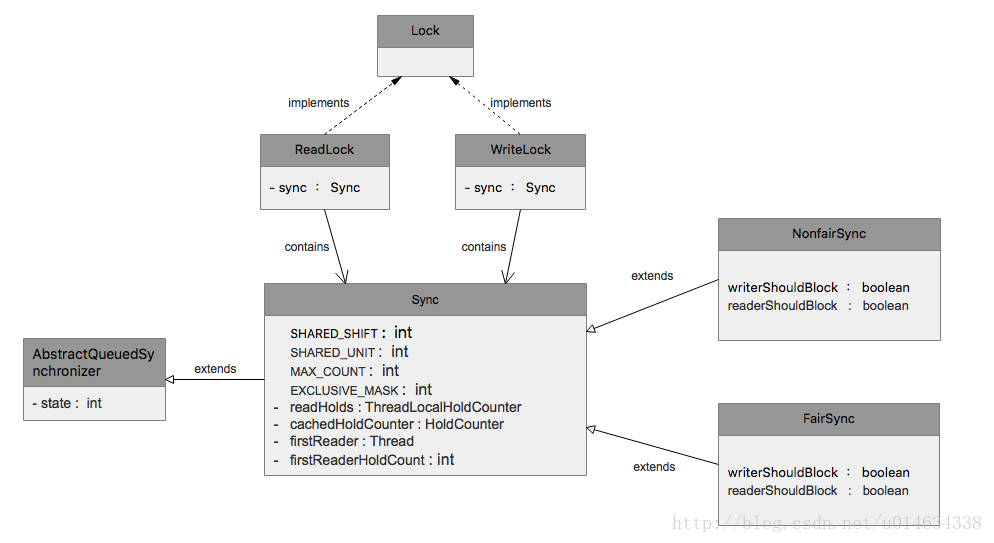 Lock
implements
implements
ReadLock
- sync : Sync
WriteLock
- sync : Sync
contains
contains
NonfairSync
writerShouldBlock : boolean
readerShouldBlock : boolean
extends
Sync
SHARED_SHIFT : int
SHARED_UNIT : int
MAX_COUNT : int
EXCLUSIVE_MASK : int
- readHolds : ThreadLocalHoldCounter
- cachedHoldCounter : HoldCounter
- firstReader : Thread
- firstReaderHoldCount : int
AbstractQueuedSy
nchronizer
- state : int
extends
FairSync
writerShouldBlock : boolean
readerShouldBlock : boolean
extends
http://blog.csdn.net/u014634338